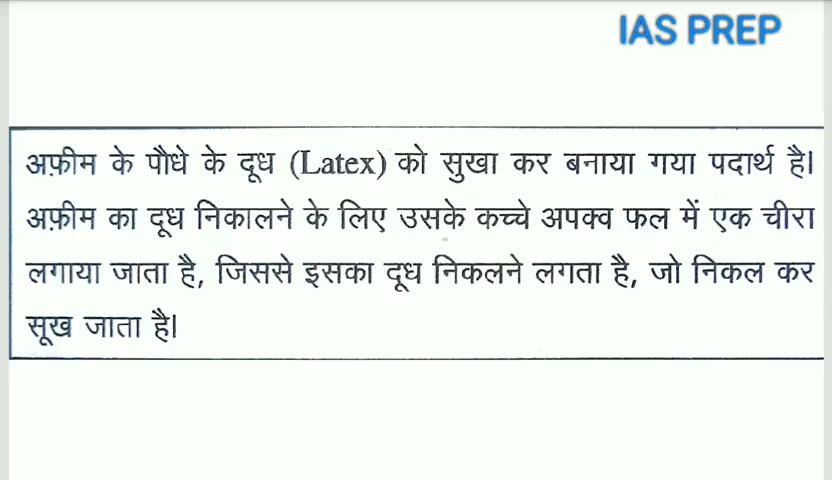 IAS PREP
अफ़ीम के पौधे के दूध (Latex) को सुखा कर बनाया गया पदार्थ है।
अफ़ीम का दूध निकालने के लिए उसके कच्चे अपक्व फल में एक चीरा
लगाया जाता है, जिससे इसका दूध निकलने लगता है, जो निकल कर
सूख जाता है।